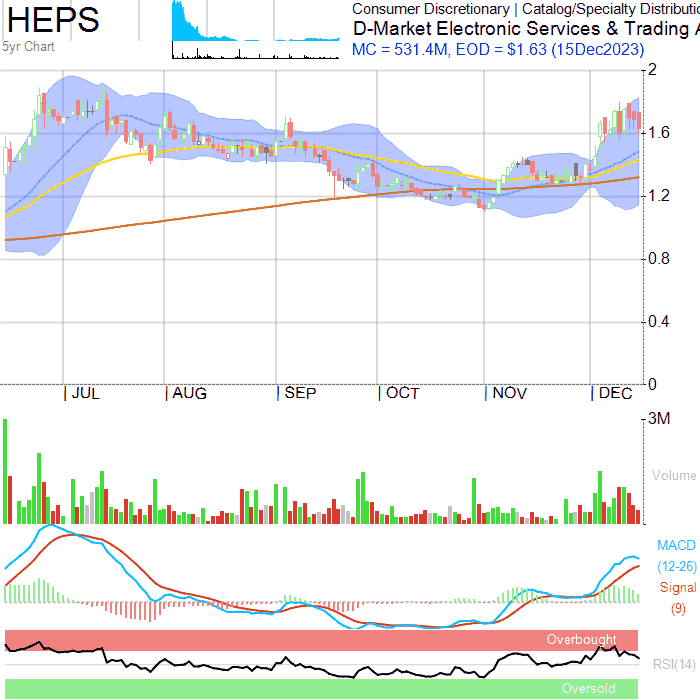 HEPS
5yr Chart
Consumer Discretionary | Catalog/Specialty Distributio
D-Market Electronic Services & Trading A
MC = 531.4M, EOD = $1.63 (15Dec2023)
2
1.6
1.2
0.8
0.4
0
| JUL | AUG | SEP | OCT | NOV | DEC
3M
Volume
MACD
(12-26)
Signal
(9)
Overbought
RSI(14)
Oversold